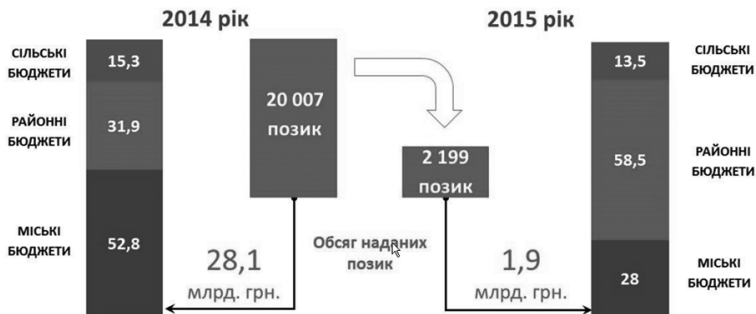 2014 рік
2015 рік
СІЛЬСЬКІ
БЮДЖЕТИ
15,3
РАЙОННІ
БЮДЖЕТИ
31,9
МІСЬКІ
БЮДЖЕТИ
52,8
20 007
позик
2 199
позик
28,1
млрд. грн.
Обсяг наданих
позик
1,9
млрд. грн.
13,5
СІЛЬСЬКІ
БЮДЖЕТИ
58,5
РАЙОННІ
БЮДЖЕТИ
28
МІСЬКІ
БЮДЖЕТИ